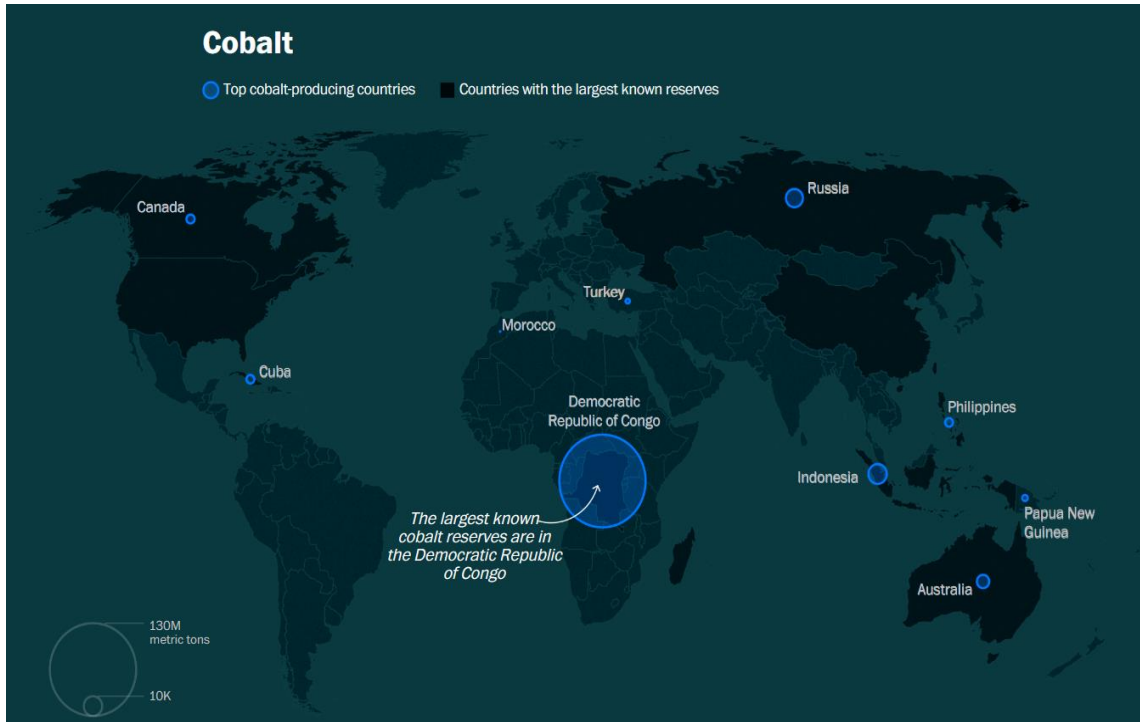 Cobalt
Top cobalt-producing countries
Countries with the largest known reserves
Russia
Canada
Turkey
Morocco
Cuba
Democratic
Republic of Congo
Philippines
Indonesia
The largest known
cobalt reserves are in
the Democratic Republic
of Congo
Papua New
Guinea
Australia
130M
metric tons
10K